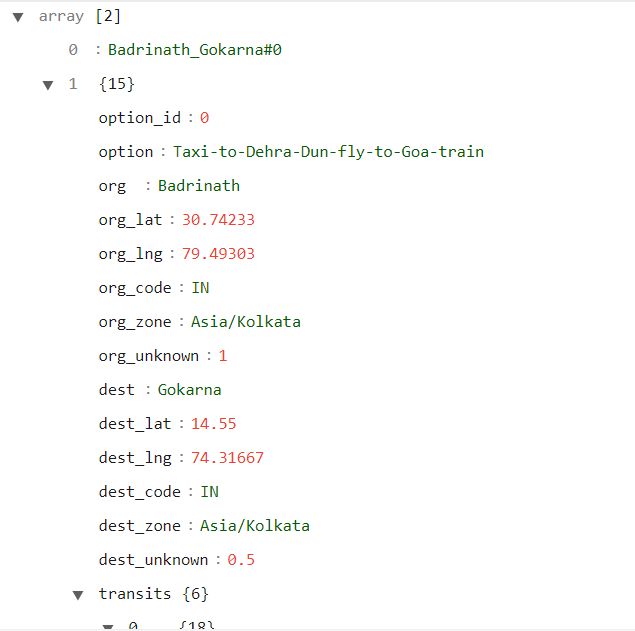 ▼ array [2]
0 : Badrinath_Gokarna#0
▼ 1 {15}
option_id : 0
option : Taxi-to-Dehra-Dun-fly-to-Goa-train
org : Badrinath
org_lat : 30.74233
org_lng : 79.49303
org_code : IN
org_zone : Asia/Kolkata
org_unknown : 1
dest : Gokarna
dest_lat : 14.55
dest_lng : 74.31667
dest_code : IN
dest_zone : Asia/Kolkata
dest_unknown : 0.5
▼ transits {6}
▼ 0 {18}